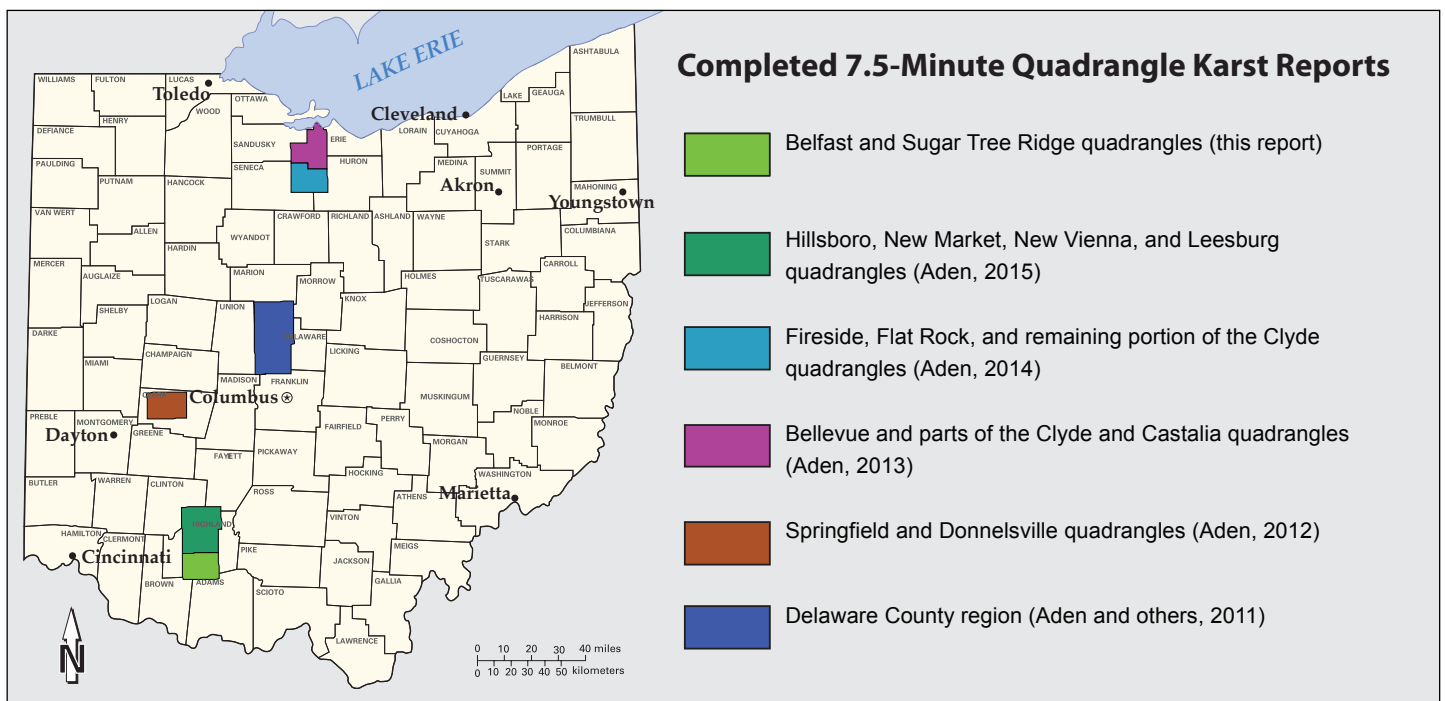 LAKE ERIE
ASHTABULA
WILLIAMS
FULTON
LUCAS
Toledo
OTTAWA
LAKE
GEAUGA
WOOD
HENRY
Cleveland
TRUMBULL
DEFIANCE
SANDUSKY
ERIE
LORAIN
CUYAHOGA
PAULDING
SENECA
HURON
MEDINA
SUMMIT
PORTAGE
PUTNAM
HANCOCK
Akron
MAHONING
Youngstown
VAN WERT
CRAWFORD
RICHLAND
ASHLAND
WAYNE
ALLEN
WYANDOT
STARK
COLUMBIANA
HARDIN
MERCER
AUGLAIZE
MARION
MORROW
HOLMES
TUSCARAWAS
CARROLL
LOGAN
UNION
KNOX
JEFFERSON
SHELBY
HARRISON
DARKE
DELAWARE
COSHOCTON
CHAMPAIGN
LICKING
GUERNSEY
MIAMI
BELMONT
MADISON
FRANKLIN
Columbus
MUSKINGUM
NOBLE
PREBLE
MONTGOMERY
PERRY
MONROE
Dayton
GREENE
FAIRFIELD
MORGAN
FAYETT
PICKAWAY
HOCKING
WASHINGTON
BUTLER
WARREN
CLINTON
ROSS
ATHENS
Marietta
HIGHLAND
VINTON
HAMILTON
CLERMONT
Cincinnati
PIKE
MEIGS
JACKSON
BROWN
ADAMS
SCIOTO
GALLIA
LAWRENCE
N
0 10 20 30 40 miles
0 10 20 30 40 50 kilometers
Completed 7.5-Minute Quadrangle Karst Reports
Belfast and Sugar Tree Ridge quadrangles (this report)
Hillsboro, New Market, New Vienna, and Leesburg
quadrangles (Aden, 2015)
Fireside, Flat Rock, and remaining portion of the Clyde
quadrangles (Aden, 2014)
Bellevue and parts of the Clyde and Castalia quadrangles
(Aden, 2013)
Springfield and Donnelsville quadrangles (Aden, 2012)
Delaware County region (Aden and others, 2011)